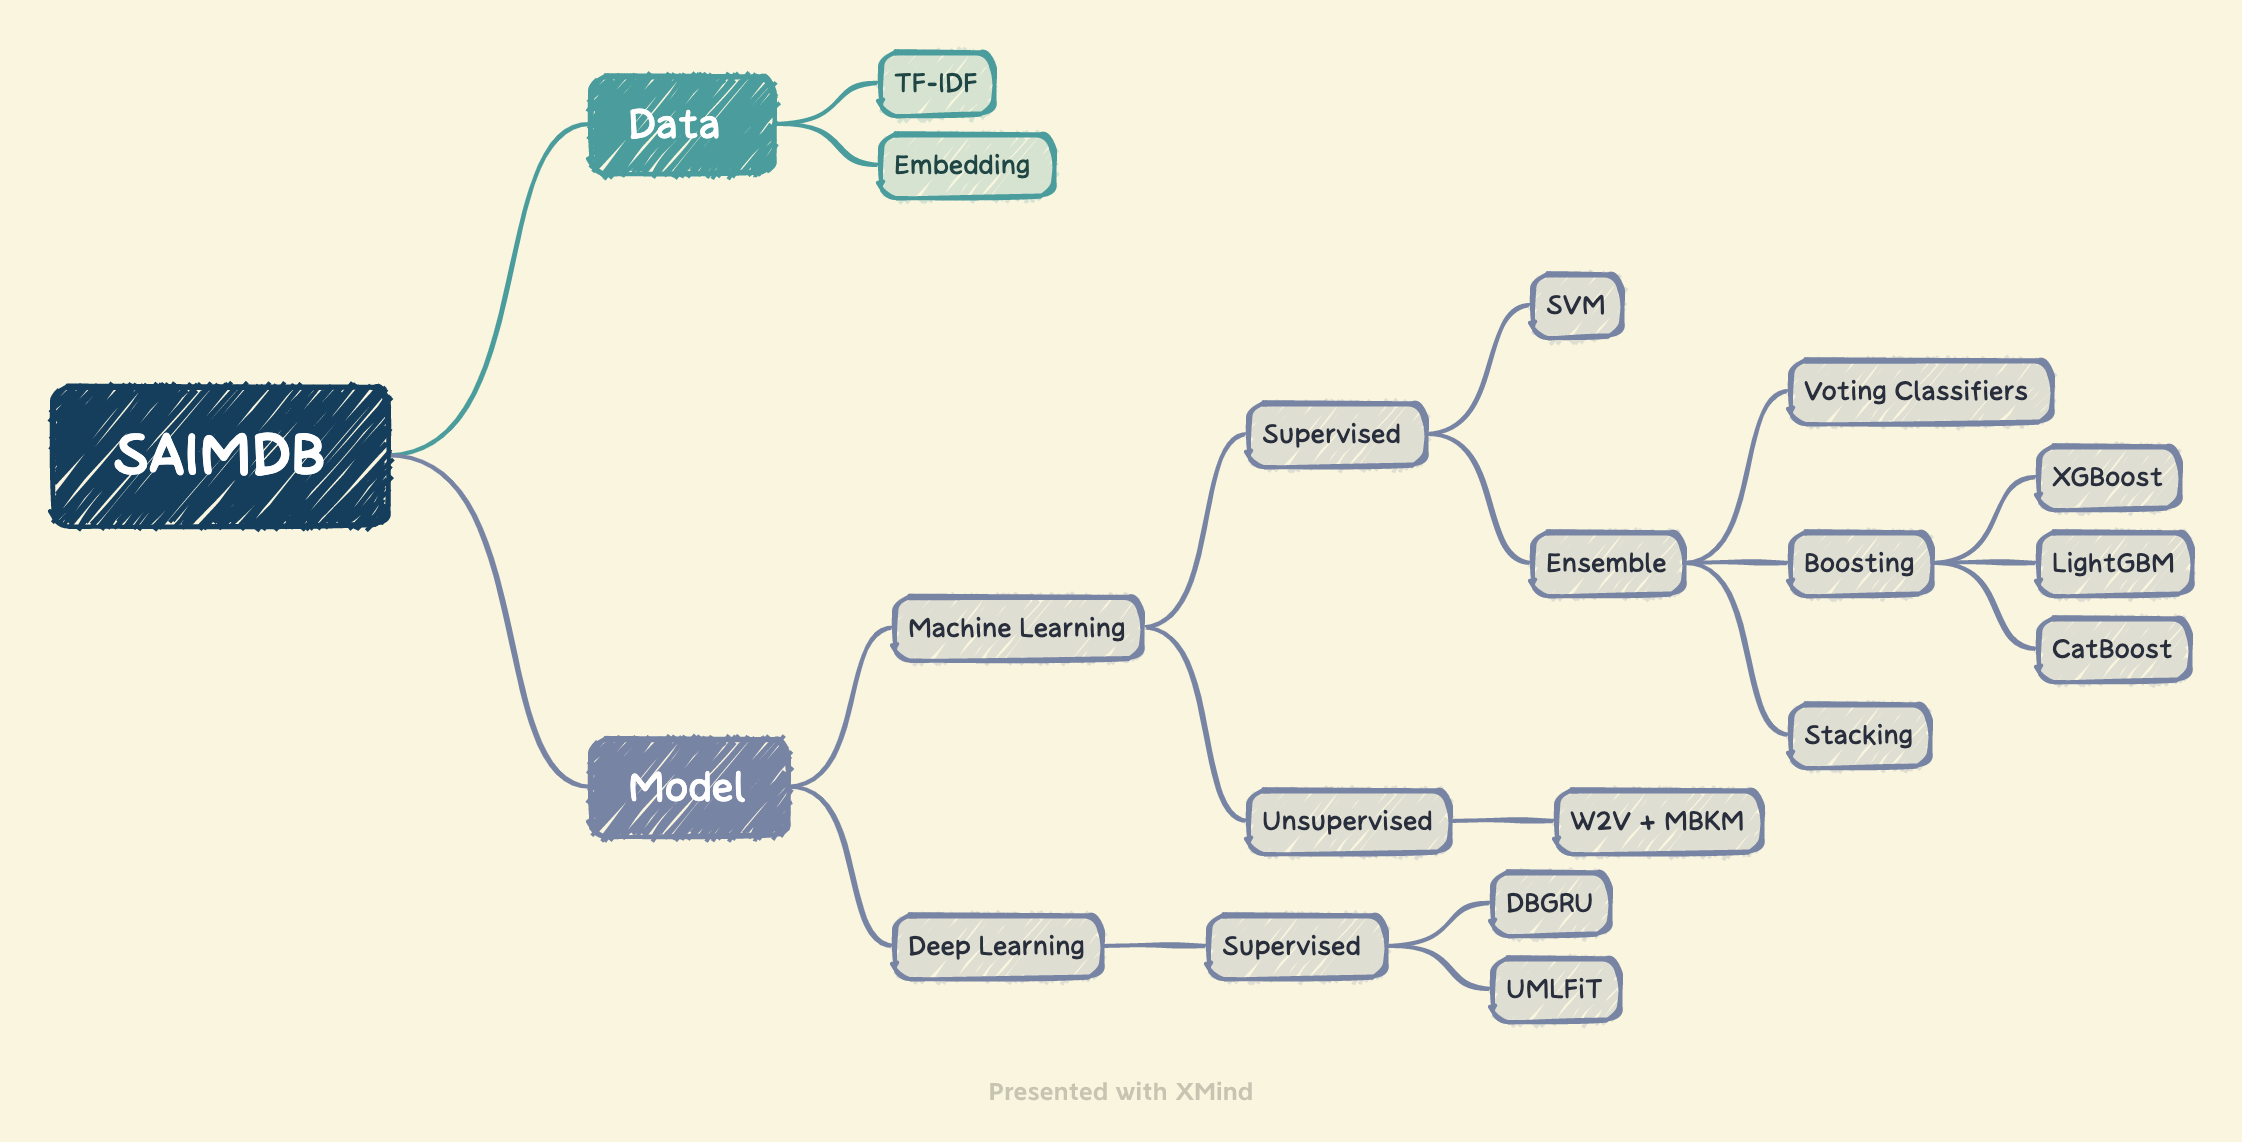 SAIMDB
Data
TF-IDF
Embedding
Model
Machine Learning
Supervised
SVM
Ensemble
Voting Classifiers
Boosting
XGBoost
LightGBM
CatBoost
Stacking
Unsupervised
W2V + MBKM
Deep Learning
Supervised
DBGRU
UMLFiT
Presented with XMind